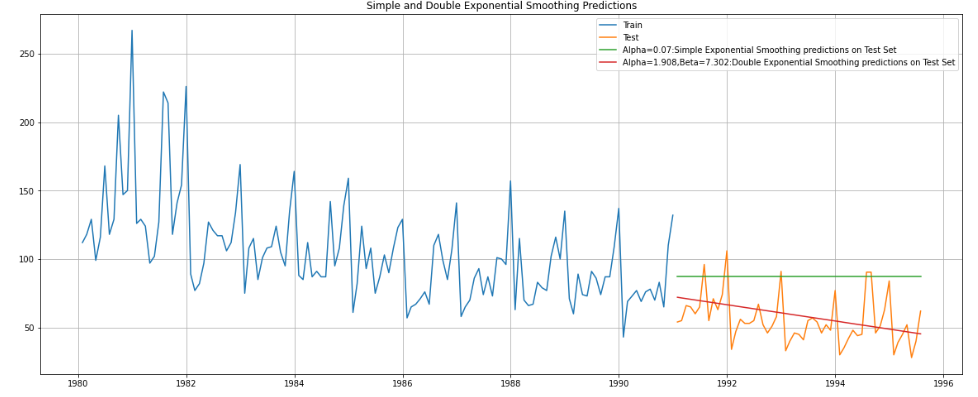 Simple and Double Exponential Smoothing Predictions
Train
Test
Alpha=0.07:Simple Exponential Smoothing predictions on Test Set
Alpha=1.908,Beta=7.302:Double Exponential Smoothing predictions on Test Set
250
200
150
100
50
1980 1982 1984 1986 1988 1990 1992 1994 1996